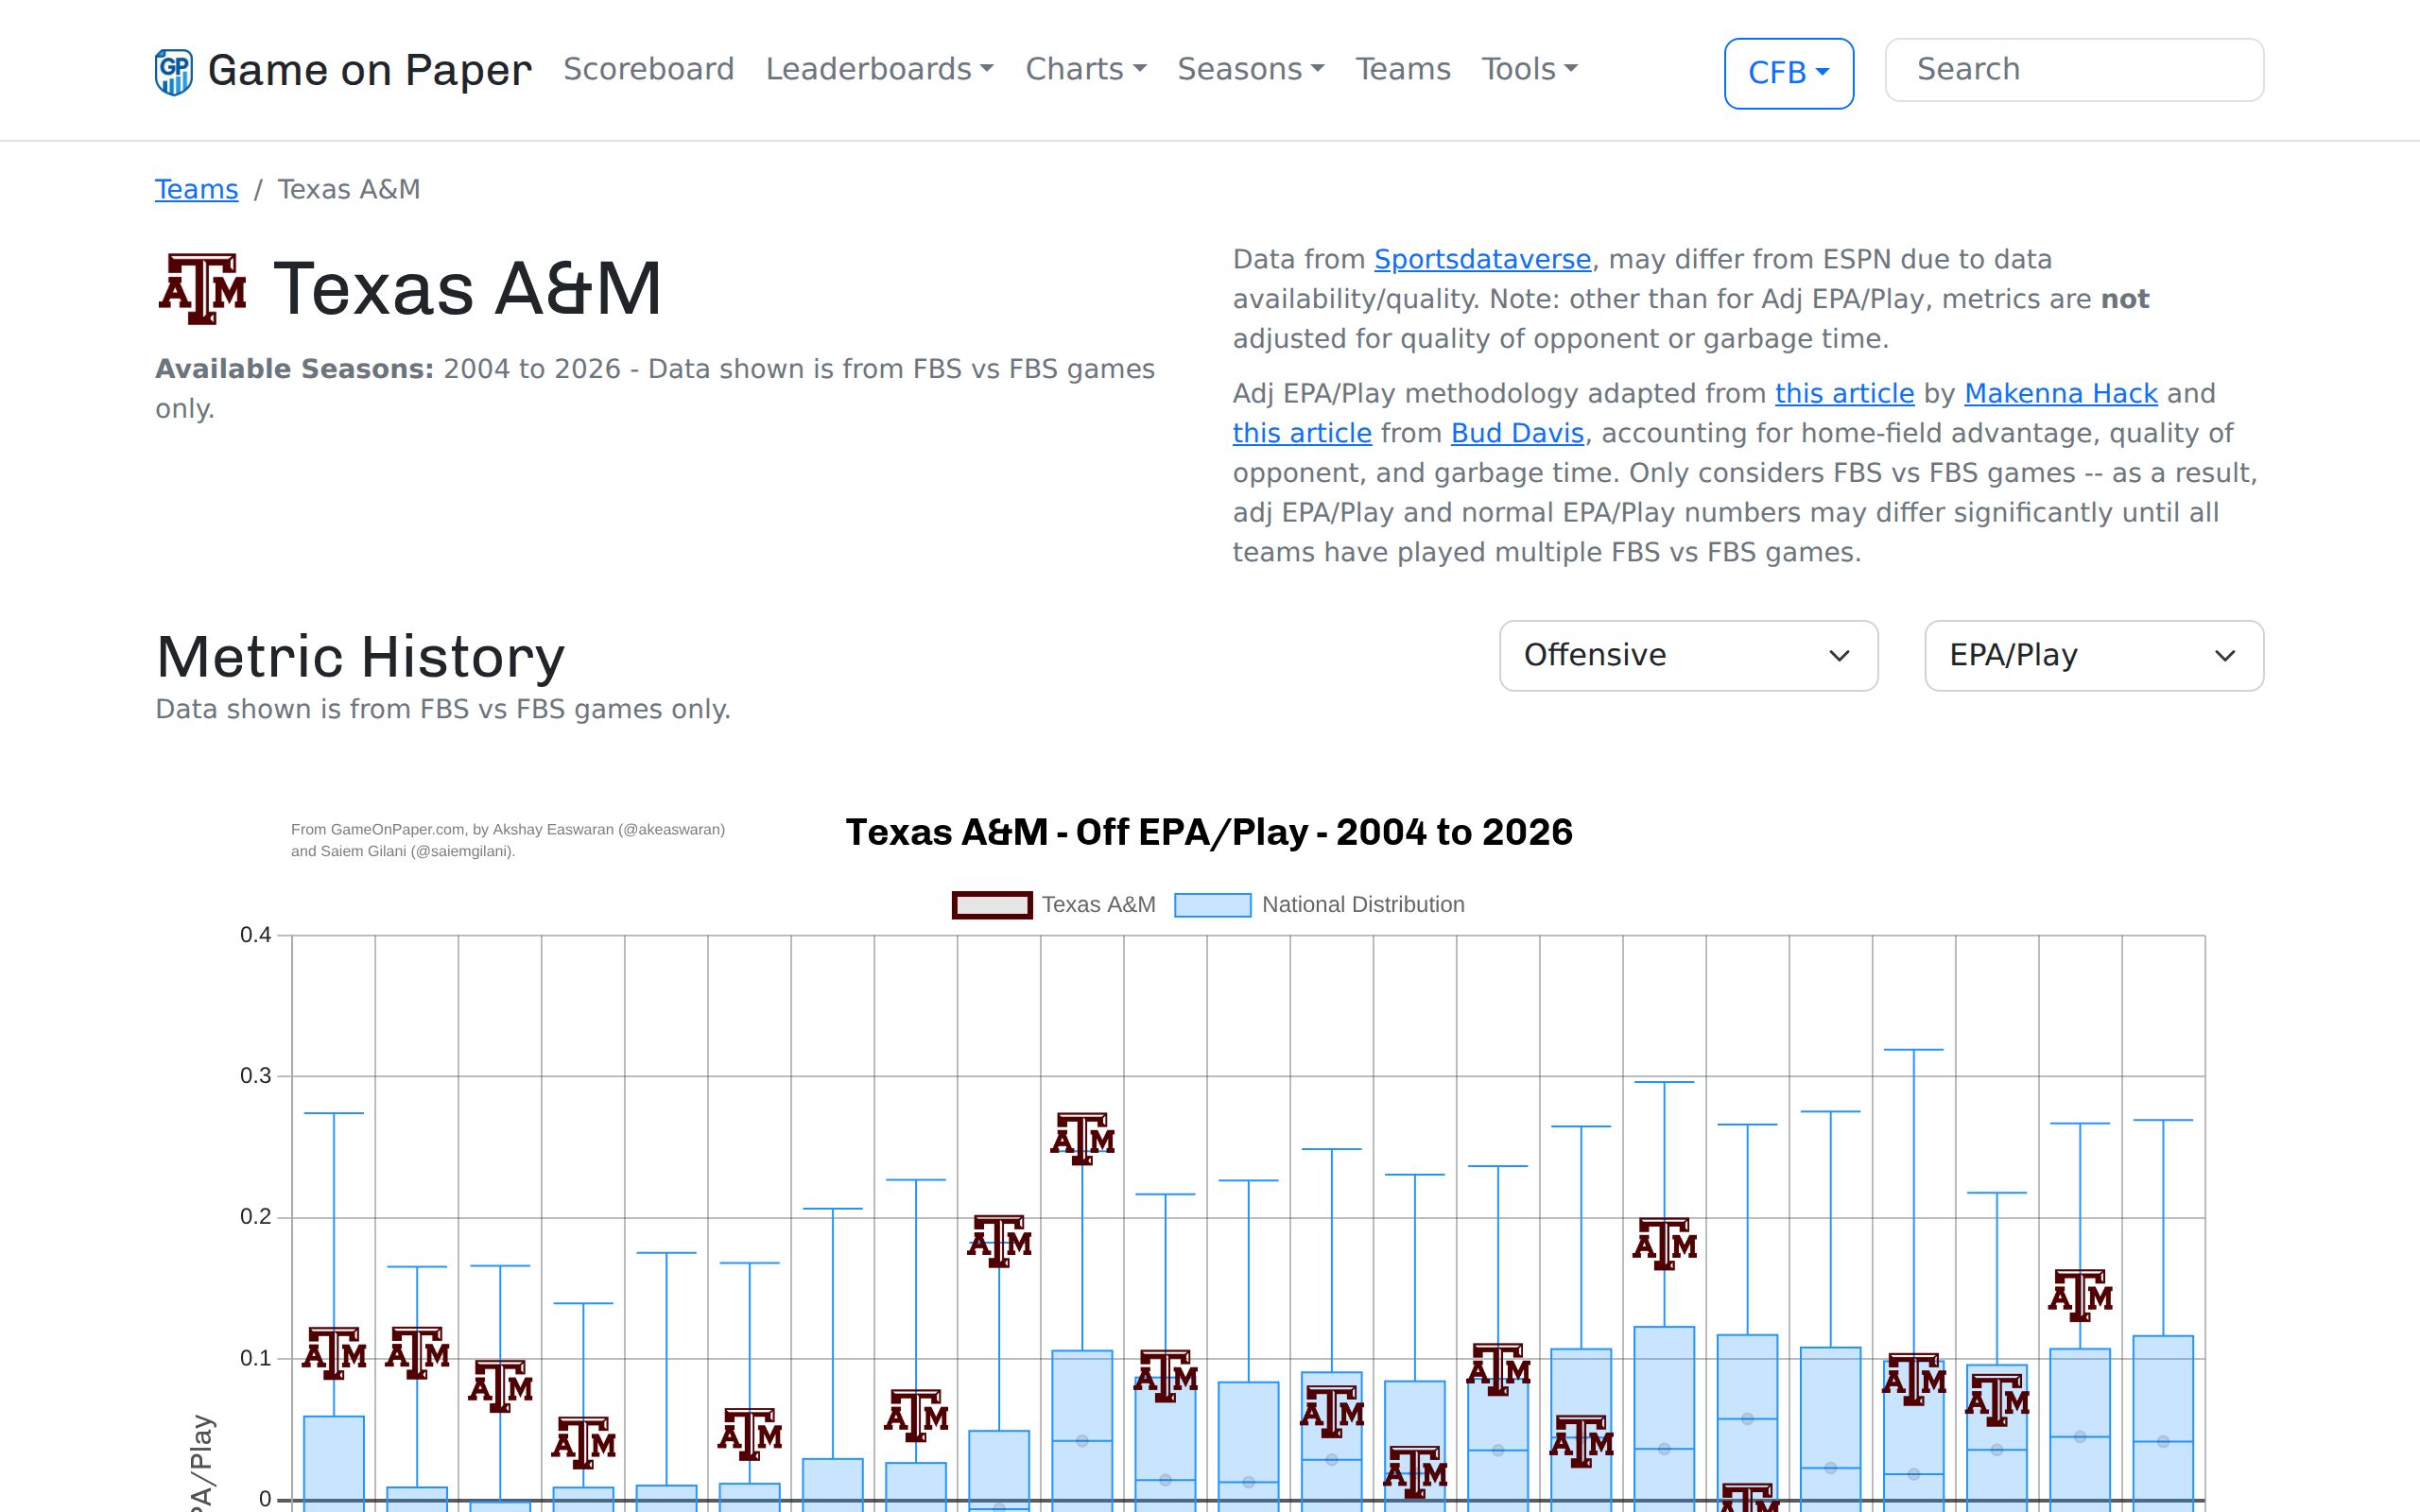 GP Game on Paper Scoreboard Leaderboards Charts Seasons Teams Tools CFB Search
Teams / Texas A&M
Texas A&M
Available Seasons: 2004 to 2026 - Data shown is from FBS vs FBS games
only.
Data from Sportsdataverse, may differ from ESPN due to data
availability/quality. Note: other than for Adj EPA/Play, metrics are not
adjusted for quality of opponent or garbage time.
Adj EPA/Play methodology adapted from this article by Makenna Hack and
this article from Bud Davis, accounting for home-field advantage, quality of
opponent, and garbage time. Only considers FBS vs FBS games -- as a result,
adj EPA/Play and normal EPA/Play numbers may differ significantly until all
teams have played multiple FBS vs FBS games.
Metric History
Offensive
EPA/Play
Data shown is from FBS vs FBS games only.
From GameOnPaper.com, by Akshay Easwaran (@akeaswaran)
and Saiem Gilani (@saiemgilani).
Texas A&M - Off EPA/Play - 2004 to 2026
Texas A&M National Distribution
0.4
0.3
0.2
0.1
0
PA/Play